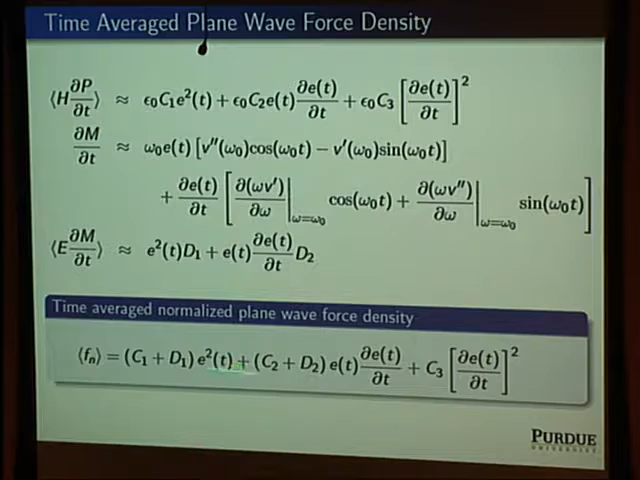 Time Averaged Plane Wave Force Density
⟨H ∂P/∂t⟩ ≈ ϵ₀C₁e²(t) + ϵ₀C₂e(t) ∂e(t)/∂t + ϵ₀C₃ [∂e(t)/∂t]²
∂M/∂t ≈ ω₀e(t) [v″(ω₀)cos(ω₀t) − v′(ω₀)sin(ω₀t)]
+ ∂e(t)/∂t [∂(ωv′)/∂ω |ω=ω₀ cos(ω₀t) + ∂(ωv″)/∂ω |ω=ω₀ sin(ω₀t)]
⟨E ∂M/∂t⟩ ≈ e²(t)D₁ + e(t) ∂e(t)/∂t D₂
Time averaged normalized plane wave force density
⟨fₙ⟩ = (C₁ + D₁) e²(t) + (C₂ + D₂) e(t) ∂e(t)/∂t + C₃ [∂e(t)/∂t]²
PURDUE
UNIVERSITY